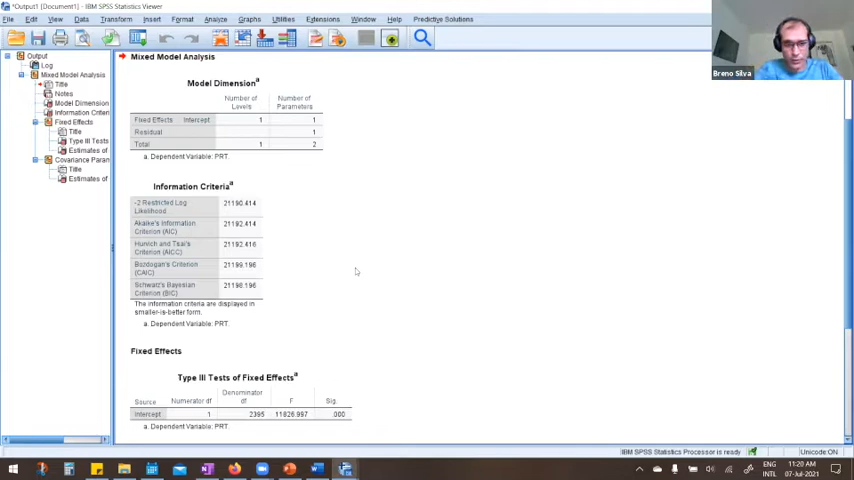 *Output1 [Document1] - IBM SPSS Statistics Viewer
File Edit View Data Transform Insert Format Analyze Graphs Utilities Extensions Window Help Predictive Solutions
Output
Log
Mixed Model Analysis
Title
Notes
Model Dimension
Information Criteri
Fixed Effects
Title
Type III Tests
Estimates of
Covariance Param
Title
Estimates of
Mixed Model Analysis
Model Dimensionª
Number of Levels Number of Parameters
Fixed Effects Intercept 1 1
Residual 1
Total 1 2
a. Dependent Variable: PRT.
Information Criteriaª
-2 Restricted Log Likelihood 21190.414
Akaike's Information Criterion (AIC) 21192.414
Hurvich and Tsai's Criterion (AICC) 21192.416
Bozdogan's Criterion (CAIC) 21199.196
Schwarz's Bayesian Criterion (BIC) 21198.196
The information criteria are displayed in
smaller-is-better form.
a. Dependent Variable: PRT.
Fixed Effects
Type III Tests of Fixed Effectsª
Source Numerator df Denominator df F Sig.
Intercept 1 2395 11826.997 .000
a. Dependent Variable: PRT.
Breno Silva
IBM SPSS Statistics Processor is ready Unicode:ON
ENG INTL
11:20 AM
07-Jul-2021